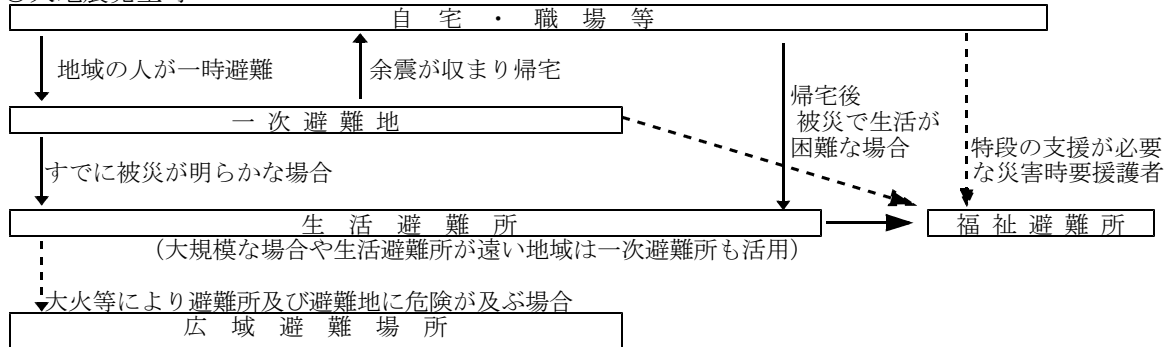 自宅・職場等
地域の人が一時避難
余震が収まり帰宅
帰宅後
被災で生活が
困難な場合
一次避難地
特段の支援が必要
な災害時要援護者
すでに被災が明らかな場合
生活避難所
福祉避難所
（大規模な場合や生活避難所が遠い地域は一次避難所も活用）
大火等により避難所及び避難地に危険が及ぶ場合
広域避難場所